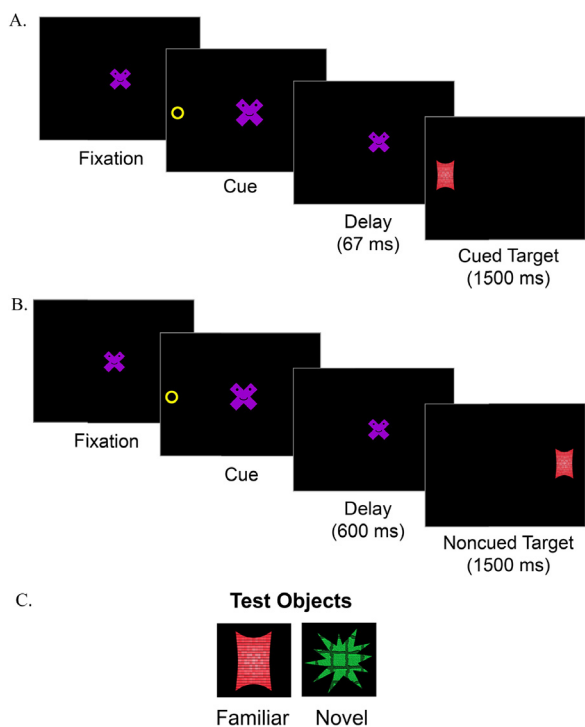 A.
Fixation
Cue
Delay
(67 ms)
Cued Target
(1500 ms)
B.
Fixation
Cue
Delay
(600 ms)
Noncued Target
(1500 ms)
C.
Test Objects
Familiar Novel